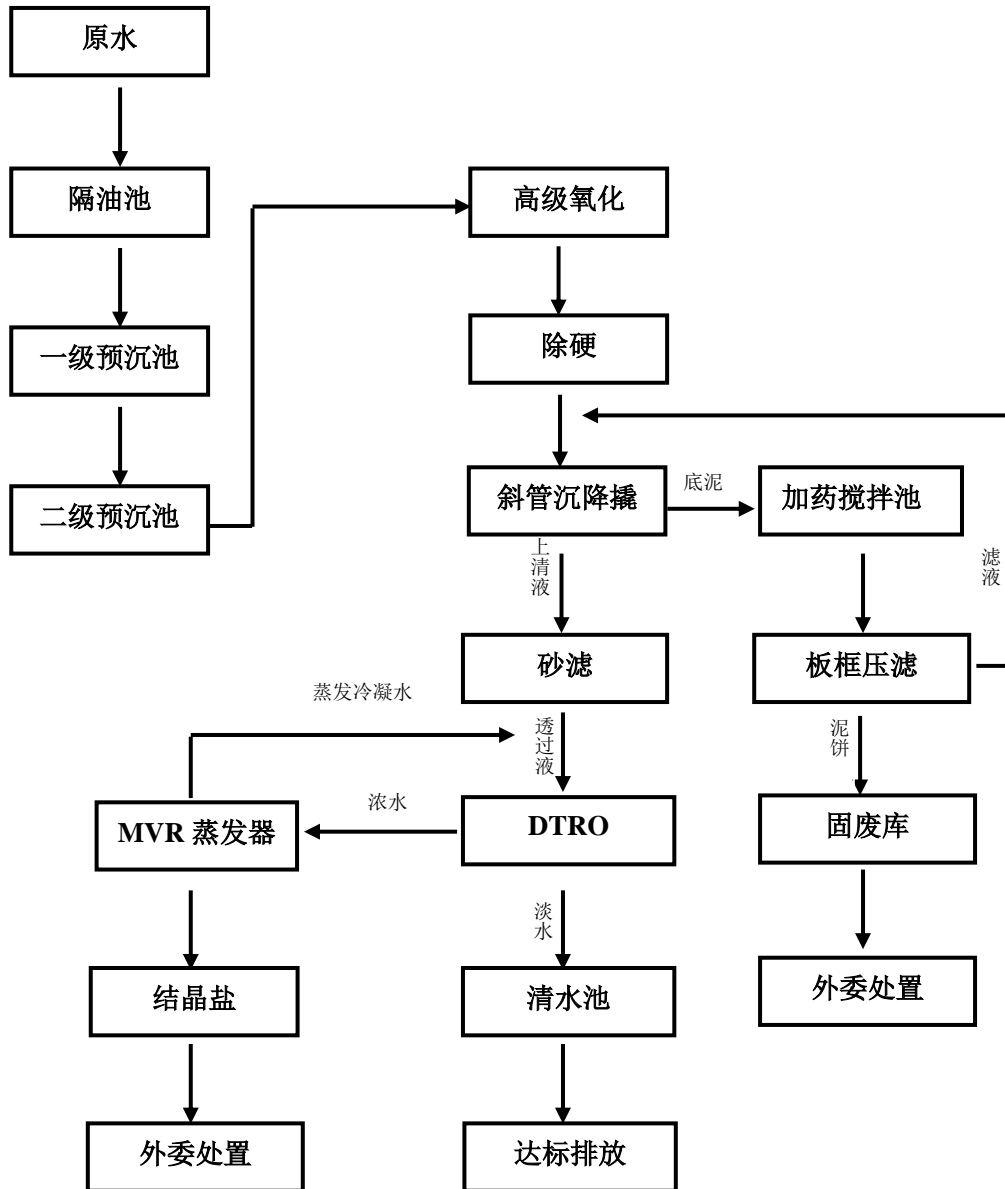 原水
隔油池
高级氧化
一级预沉池
除硬
二级预沉池
斜管沉降撬
底泥
加药搅拌池
上清液
滤液
砂滤
板框压滤
蒸发冷凝水
透过液
泥饼
MVR 蒸发器
浓水
DTRO
固废库
淡水
结晶盐
清水池
外委处置
外委处置
达标排放